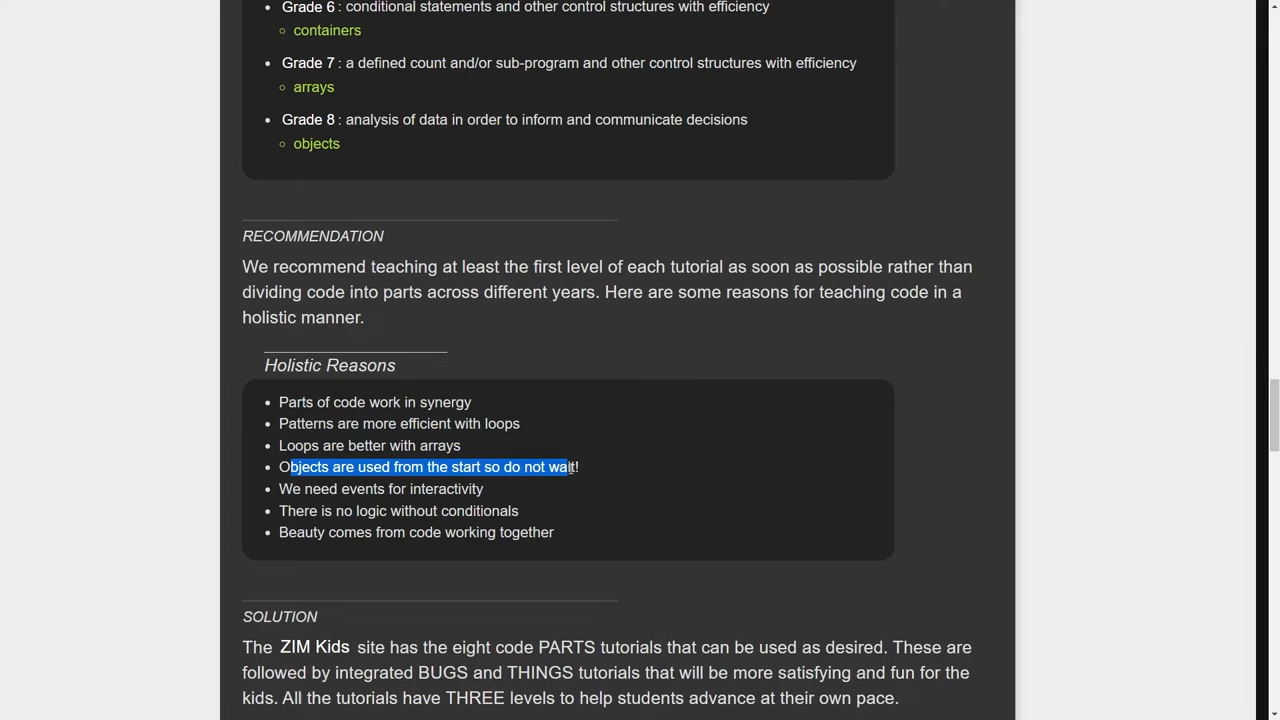 Grade 6 : conditional statements and other control structures with efficiency
containers
Grade 7 : a defined count and/or sub-program and other control structures with efficiency
arrays
Grade 8 : analysis of data in order to inform and communicate decisions
objects
RECOMMENDATION
We recommend teaching at least the first level of each tutorial as soon as possible rather than
dividing code into parts across different years. Here are some reasons for teaching code in a
holistic manner.
Holistic Reasons
Parts of code work in synergy
Patterns are more efficient with loops
Loops are better with arrays
Objects are used from the start so do not wait!
We need events for interactivity
There is no logic without conditionals
Beauty comes from code working together
SOLUTION
The ZIM Kids site has the eight code PARTS tutorials that can be used as desired. These are
followed by integrated BUGS and THINGS tutorials that will be more satisfying and fun for the
kids. All the tutorials have THREE levels to help students advance at their own pace.